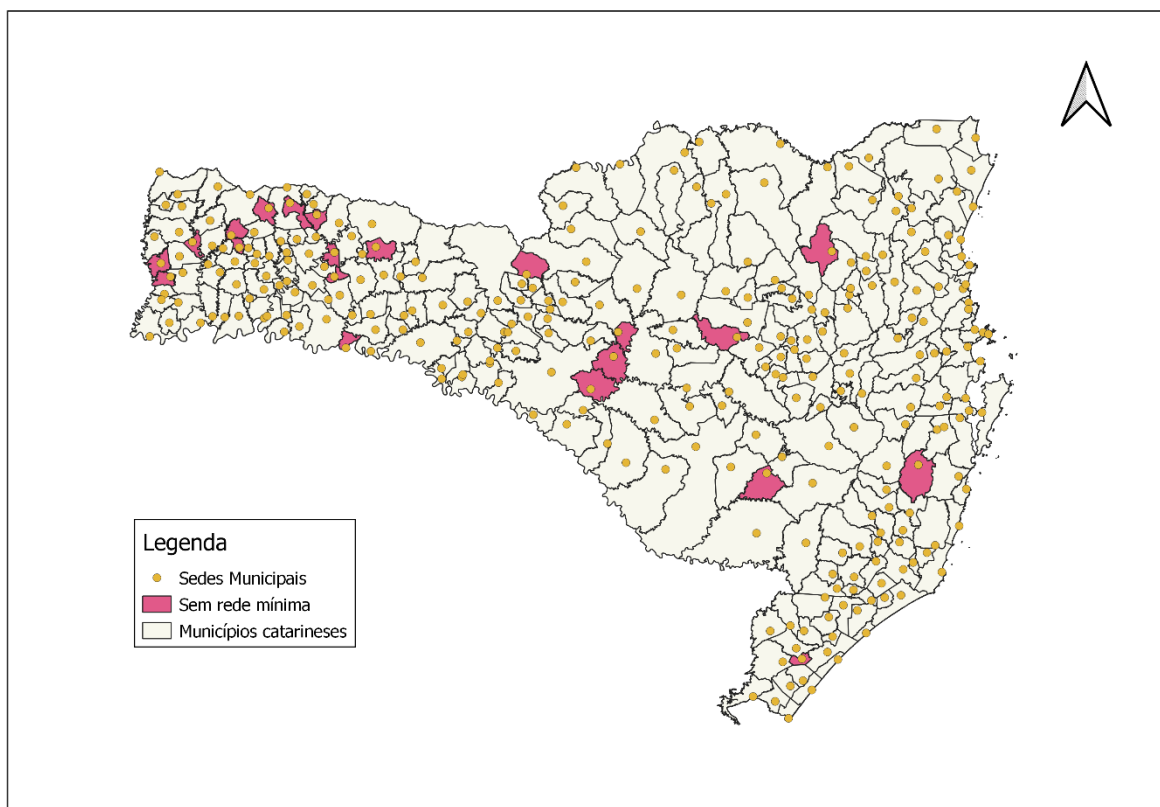 Legenda
Sedes Municipais
Sem rede mínima
Municípios catarineses